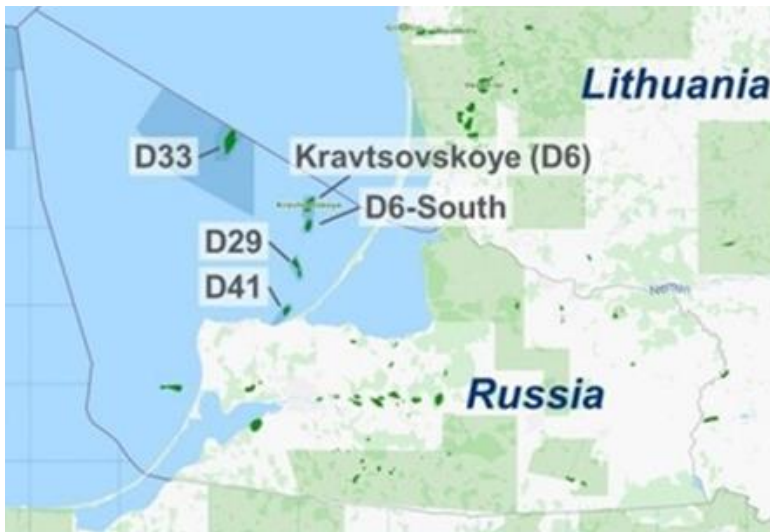 Lithuania
D33
Kravtsovskoye (D6)
D6-South
D29
D41
Russia